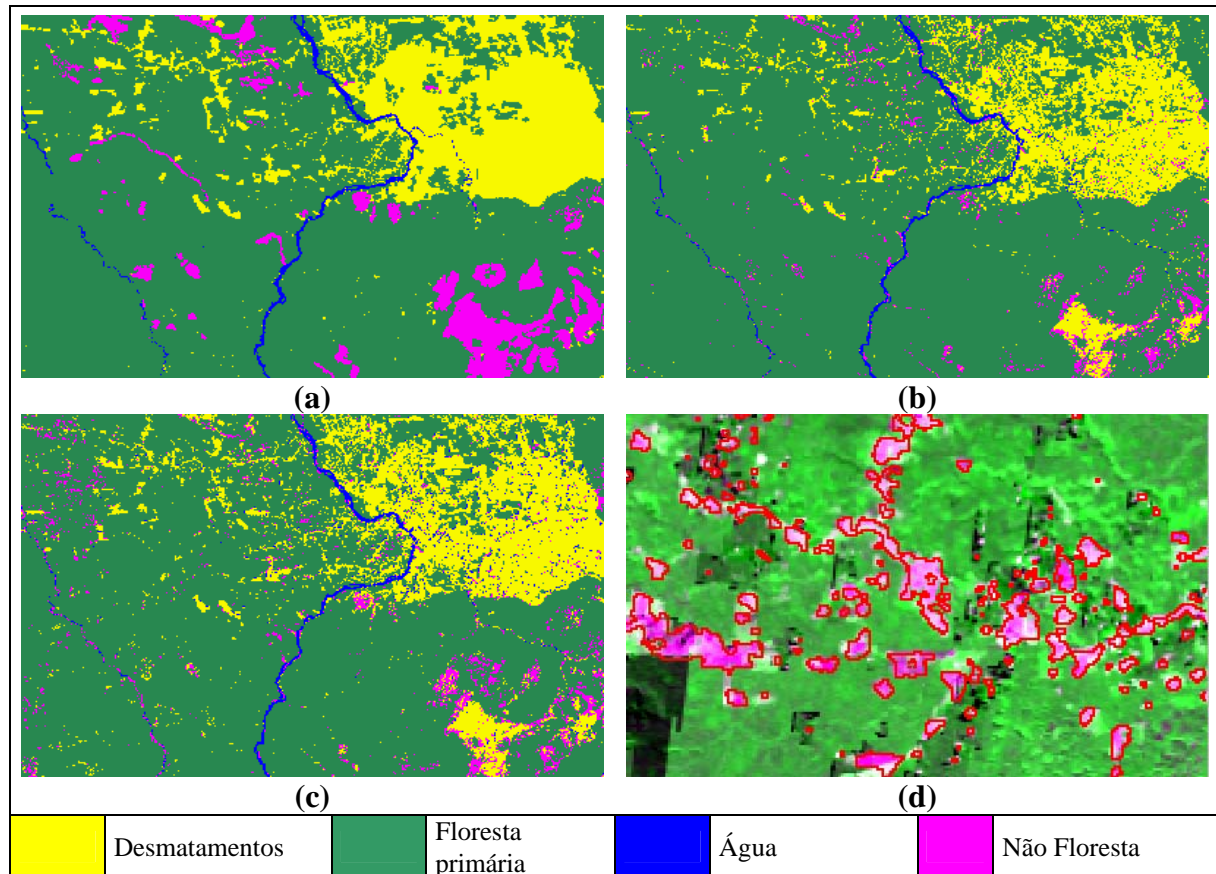 (a)
(b)
(c)
(d)
Desmatamentos
Floresta
primária
Água
Não Floresta